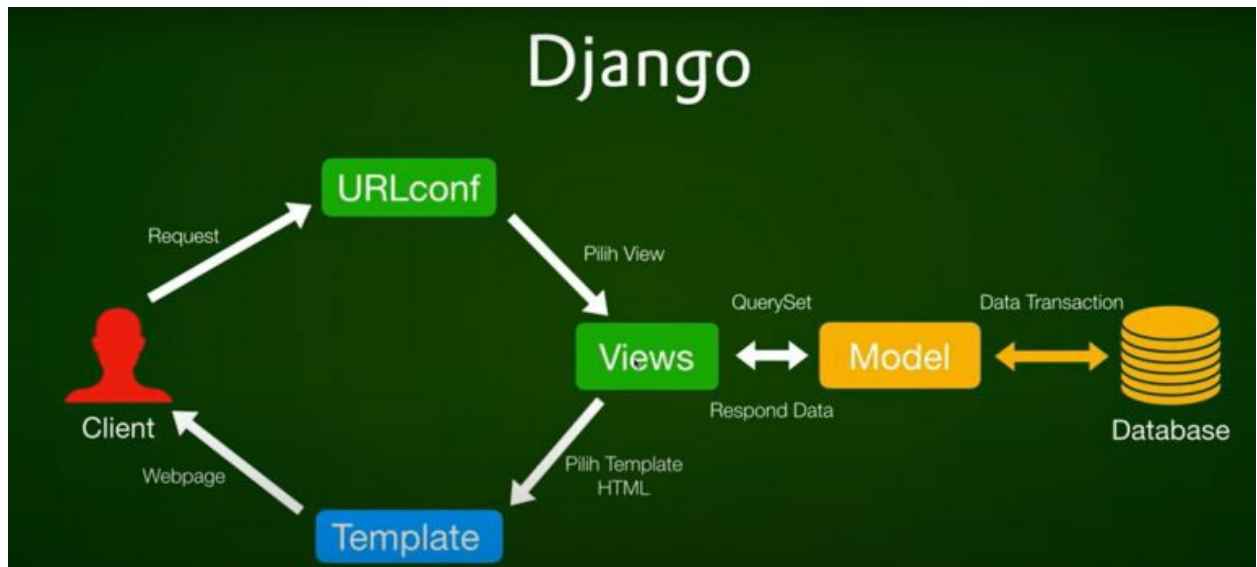 Django
URLconf
Request
Pilih View
QuerySet
Data Transaction
Views
Model
Respond Data
Client
Database
Pilih Template
HTML
Webpage
Template